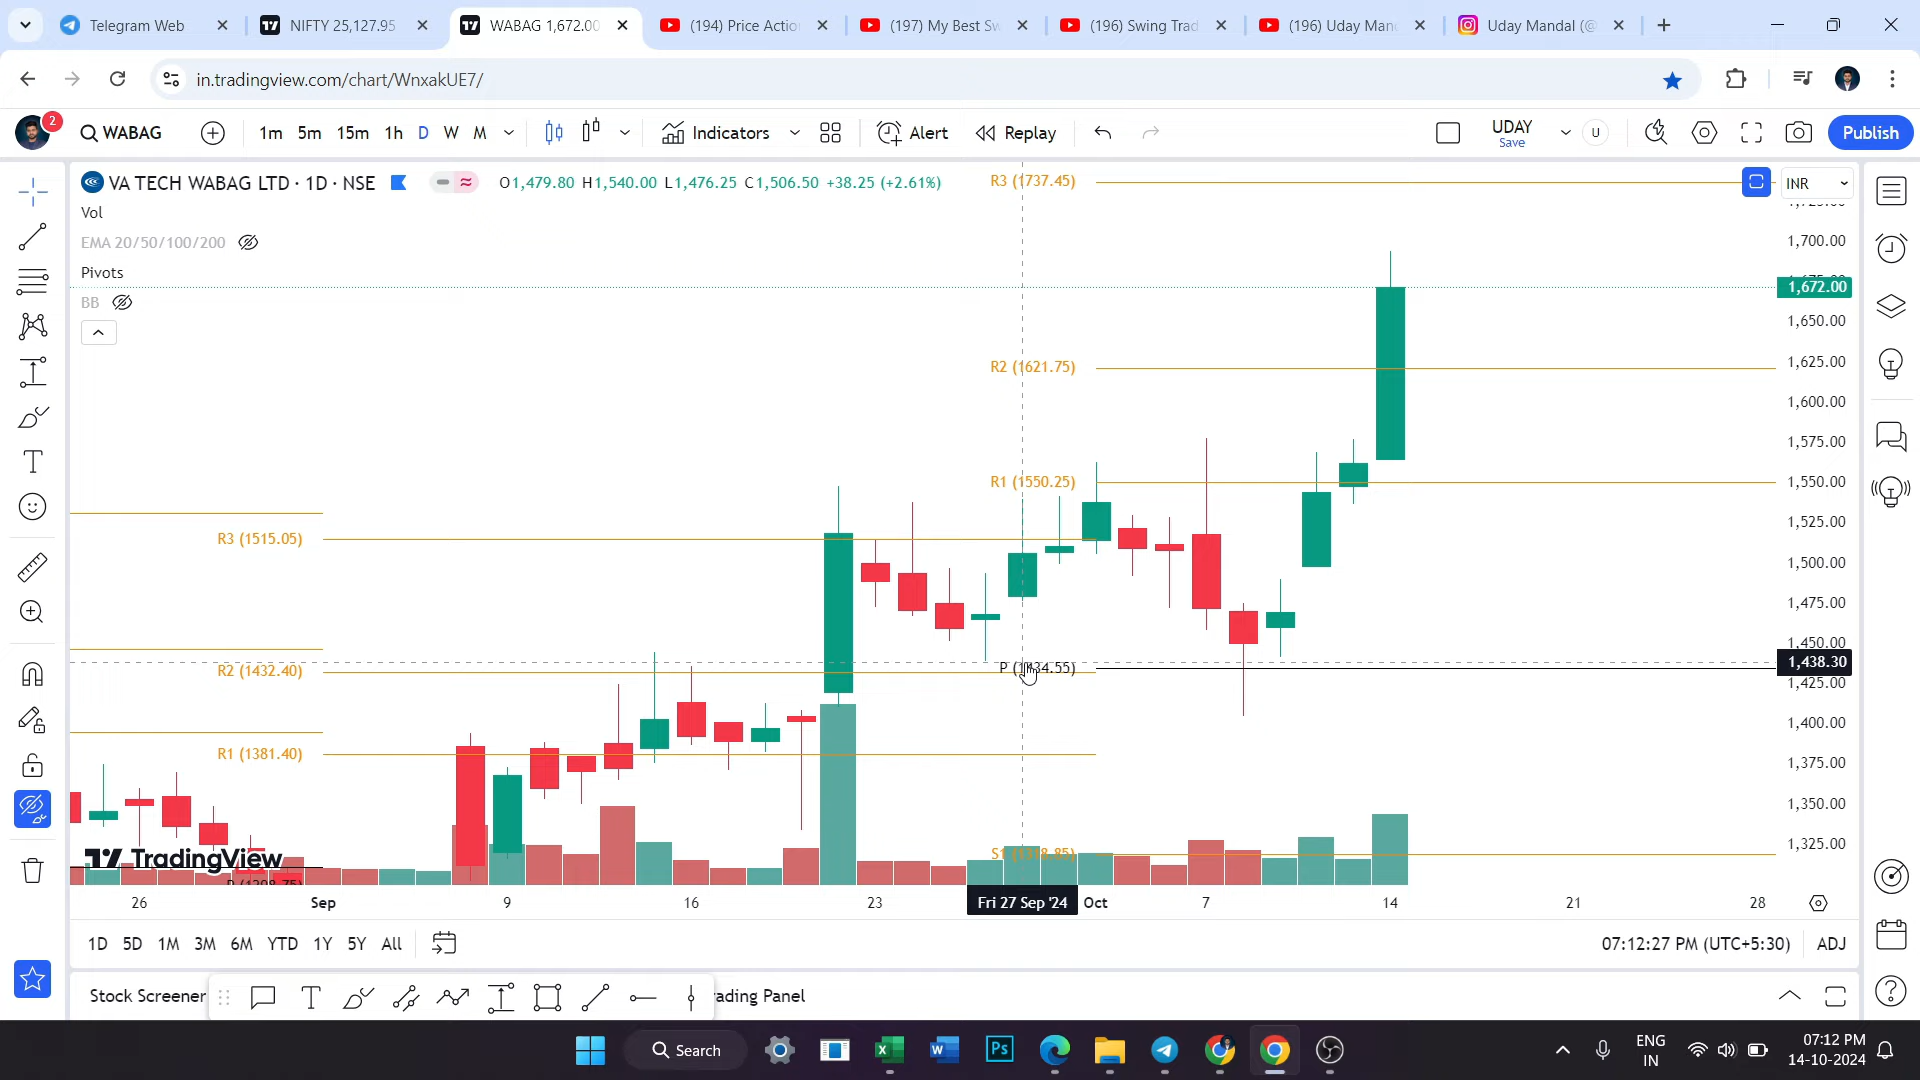 Telegram Web
NIFTY 25,127.95
WABAG 1,672.00
(194) Price Actio
(197) My Best Sw
(196) Swing Trad
(196) Uday Man
Uday Mandal (@
in.tradingview.com/chart/WnxakUE7/
2
WABAG
1m 5m 15m 1h D W M
Indicators
Alert
Replay
UDAY
Save
U
Publish
VA TECH WABAG LTD · 1D · NSE
O1,479.80 H1,540.00 L1,476.25 C1,506.50 +38.25 (+2.61%)
R3 (1737.45)
INR
Vol
EMA 20/50/100/200
Pivots
BB
1,700.00
1,672.00
1,650.00
R2 (1621.75)
1,625.00
1,600.00
1,575.00
R1 (1550.25)
1,550.00
1,525.00
R3 (1515.05)
1,500.00
1,475.00
1,450.00
1,438.30
P (1434.55)
R2 (1432.40)
1,425.00
1,400.00
R1 (1381.40)
1,375.00
1,350.00
1,325.00
S1 (1318.85)
TradingView
26 Sep 9 16 23 Fri 27 Sep '24 Oct 7 14 21 28
1D 5D 1M 3M 6M YTD 1Y 5Y All
07:12:27 PM (UTC+5:30)
ADJ
Stock Screener
rading Panel
Search
ENG
IN
07:12 PM
14-10-2024